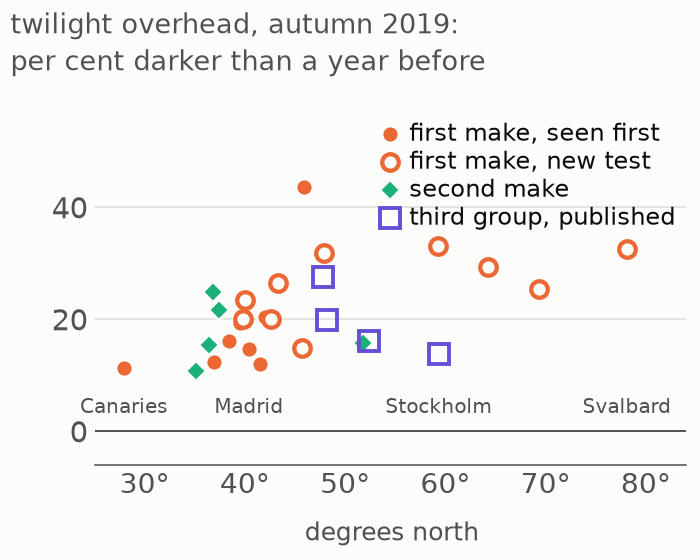 twilight overhead, autumn 2019:
per cent darker than a year before
first make, seen first
first make, new test
second make
third group, published
40
20
Canaries Madrid Stockholm Svalbard
0
30° 40° 50° 60° 70° 80°
degrees north